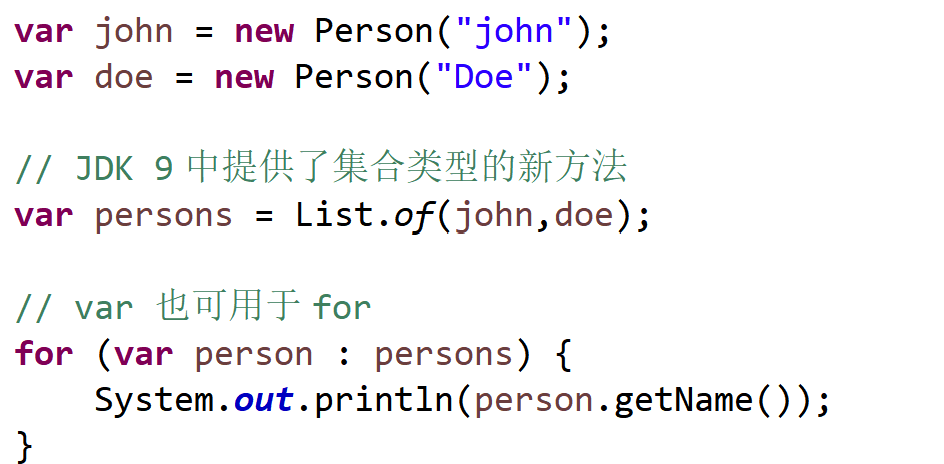 var john = new Person("john");
var doe = new Person("Doe");
// JDK 9 中提供了集合类型的新方法
var persons = List.of(john,doe);
// var 也可用于 for
for (var person : persons) {
    System.out.println(person.getName());
}